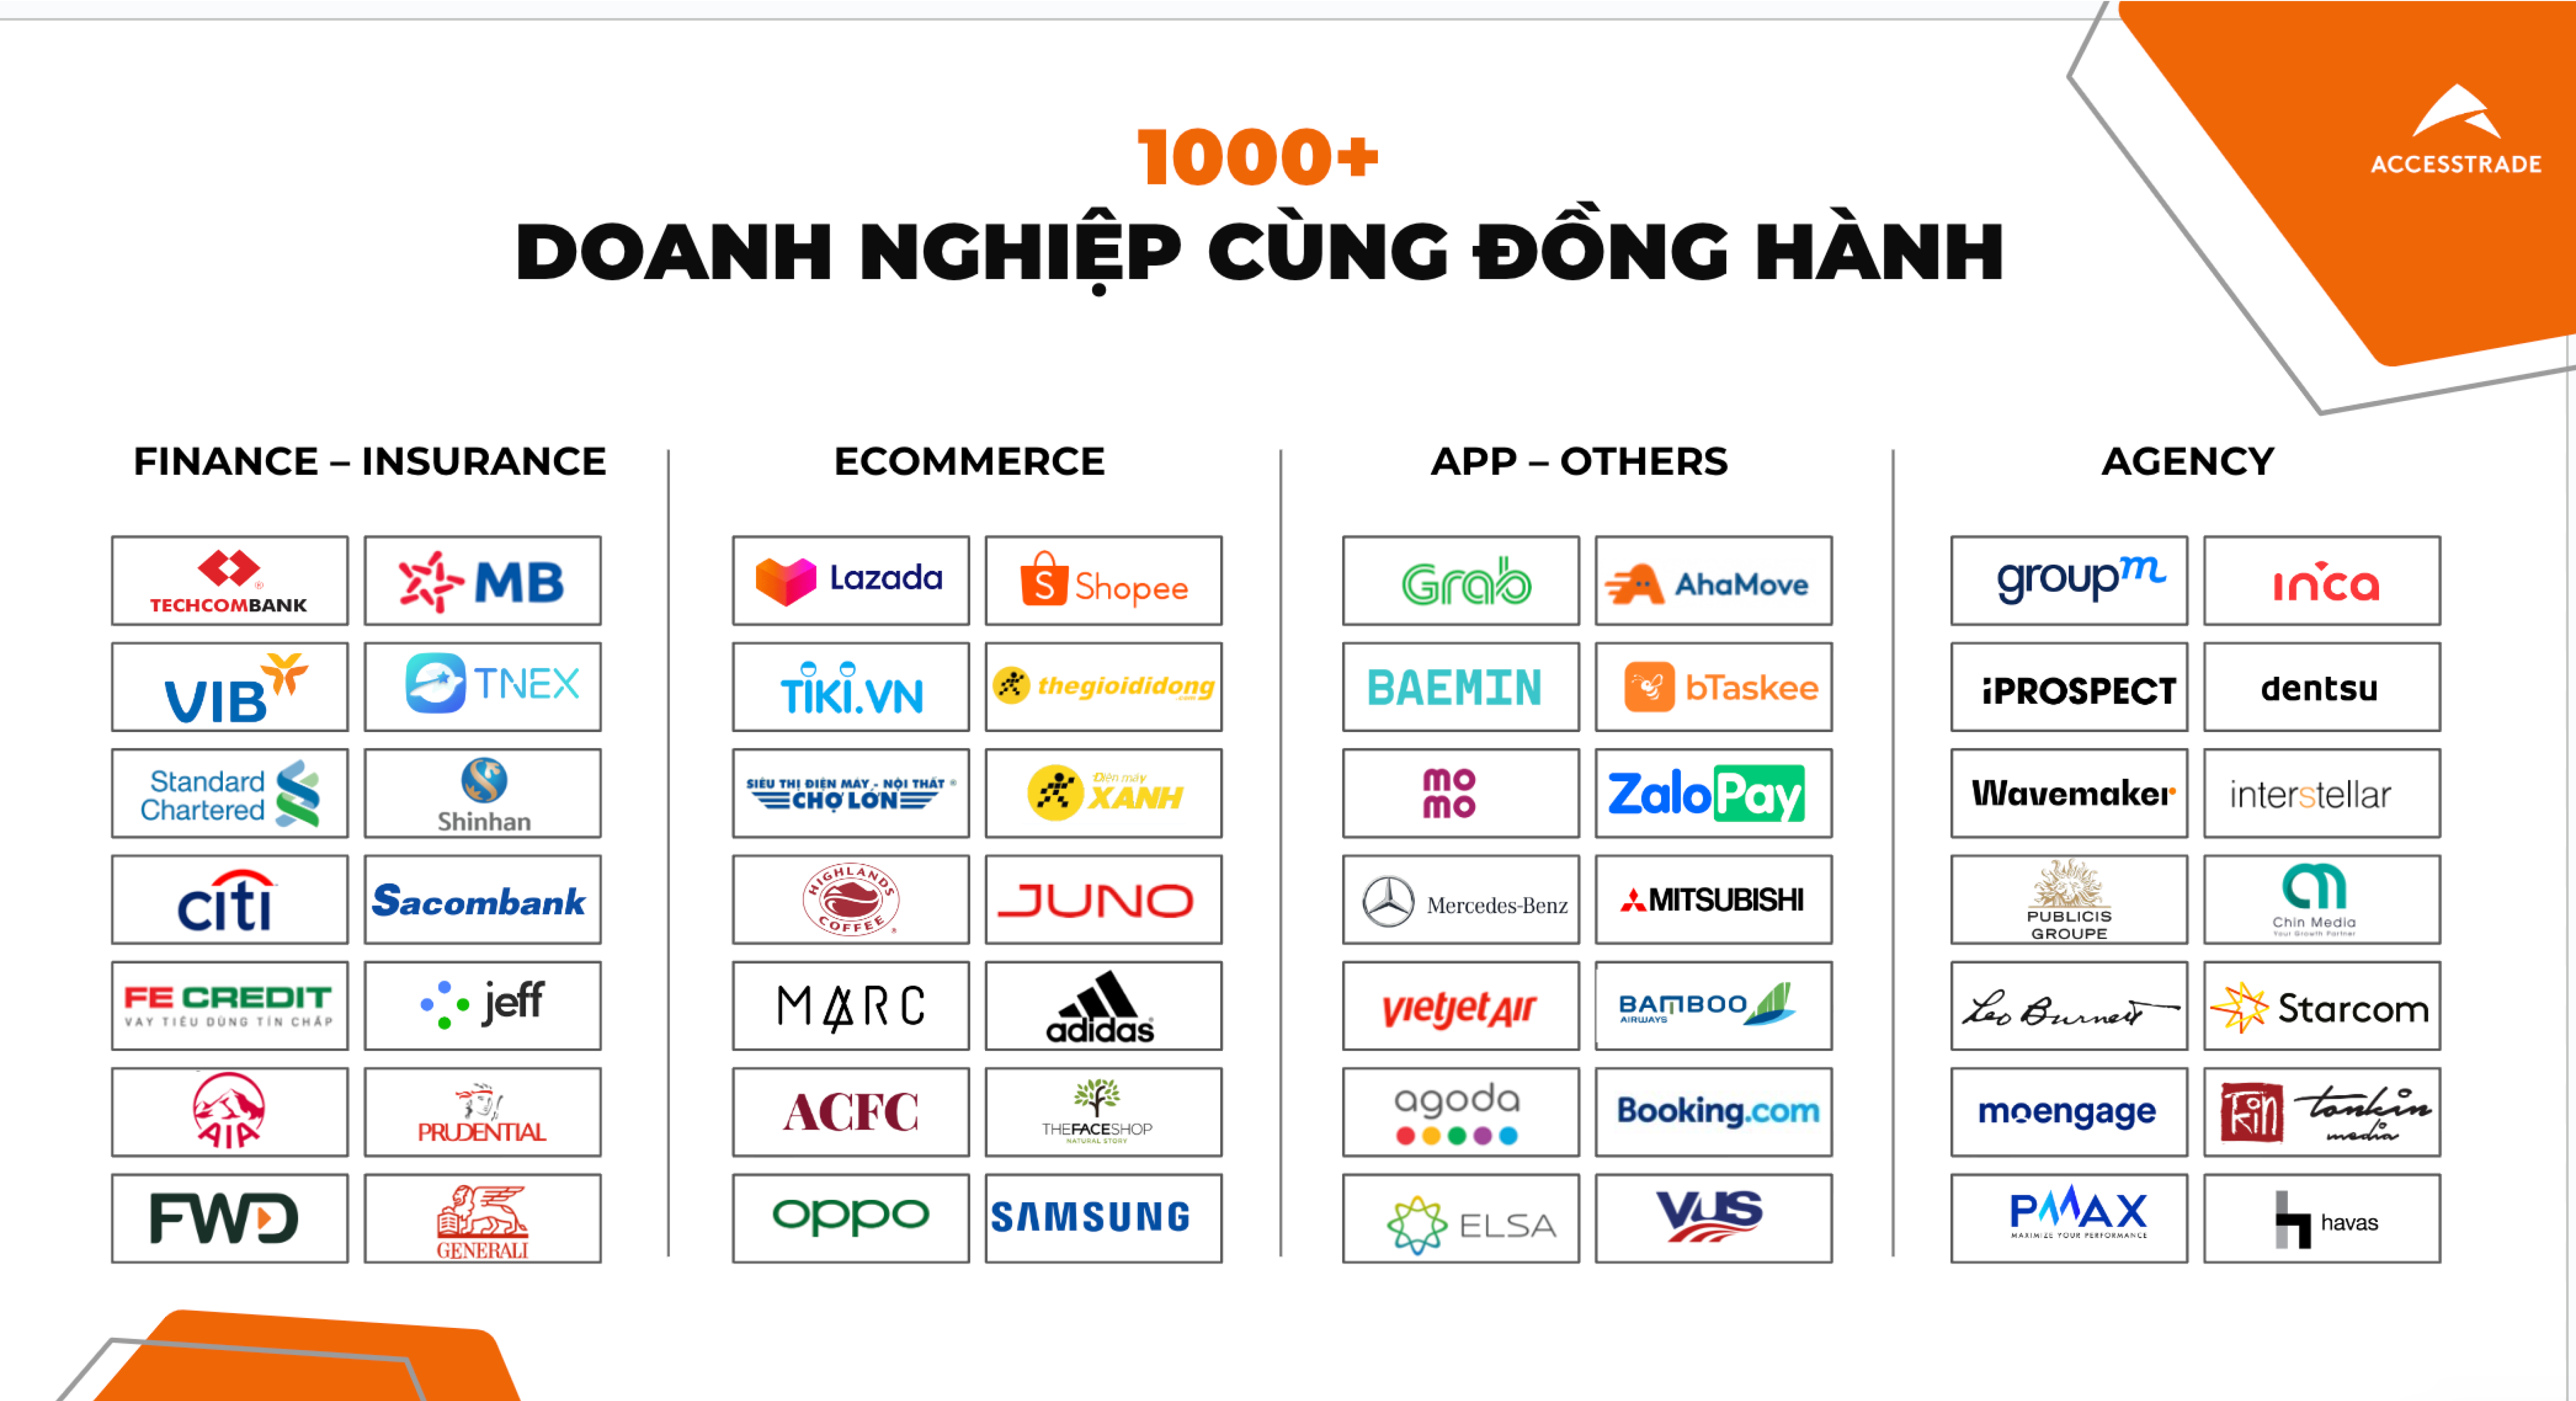 ACCESSTRADE
1000+
DOANH NGHIỆP CÙNG ĐỒNG HÀNH
FINANCE – INSURANCE
TECHCOMBANK
MB
VIB
TNEX
Standard
Chartered
Shinhan
citi
Sacombank
FE CREDIT
VAY TIÊU DÙNG TÍN CHẤP
jeff
AIA
PRUDENTIAL
FWD
GENERALI
ECOMMERCE
Lazada
S Shopee
TIKI.VN
thegioididong
.com
SIÊU THỊ ĐIỆN MÁY - NỘI THẤT ®
CHỢ LỚN
Điện máy
XANH
HIGHLANDS
COFFEE
JUNO
MARC
adidas
ACFC
THEFACESHOP
NATURAL STORY
oppo
SAMSUNG
APP – OTHERS
Grab
AhaMove
BAEMIN
bTaskee
mo
mo
ZaloPay
Mercedes-Benz
MITSUBISHI
vietjetAir
BAMBOO
AIRWAYS
agoda
Booking.com
ELSA
VUS
AGENCY
groupm
inca
iPROSPECT
dentsu
Wavemaker
interstellar
PUBLICIS
GROUPE
Chin Media
Your Growth Partner
Leo Burnett
Starcom
moengage
TonKin
tonkin
media
PMAX
MAXIMIZE YOUR PERFORMANCE
havas